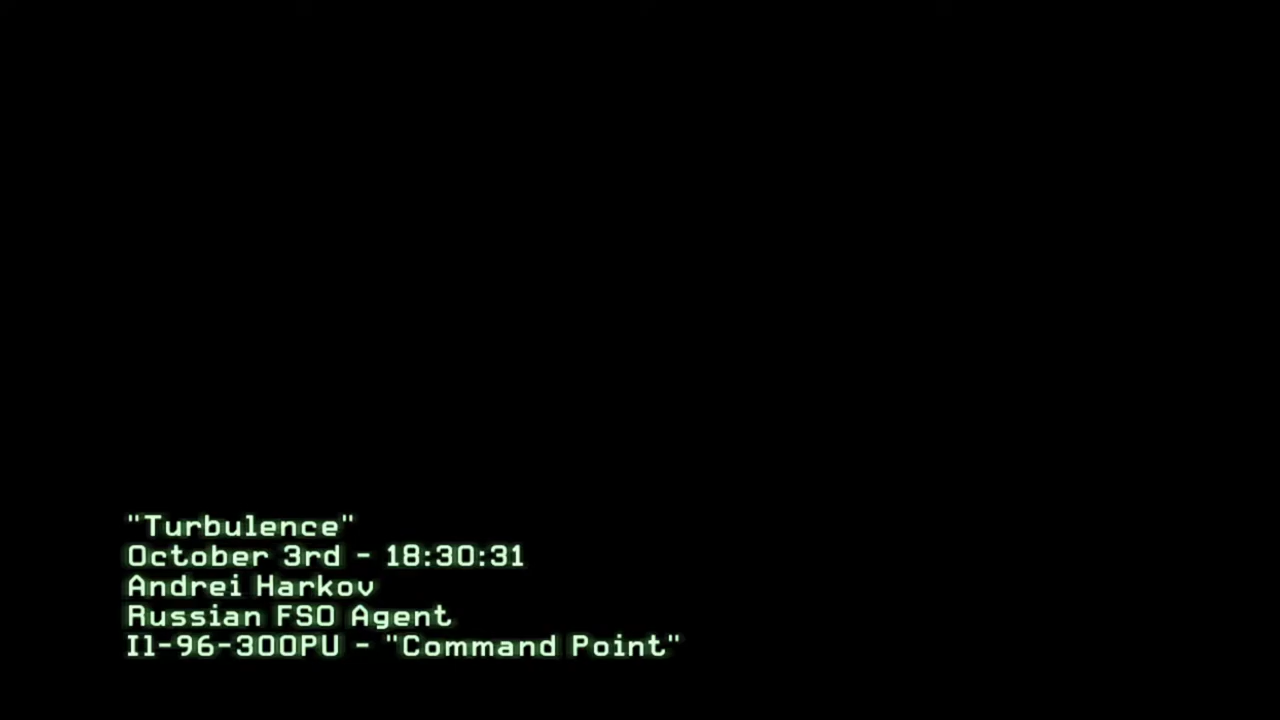 "Turbulence"
October 3rd - 18:30:31
Andrei Harkov
Russian FSO Agent
Il-96-300PU - "Command Point"